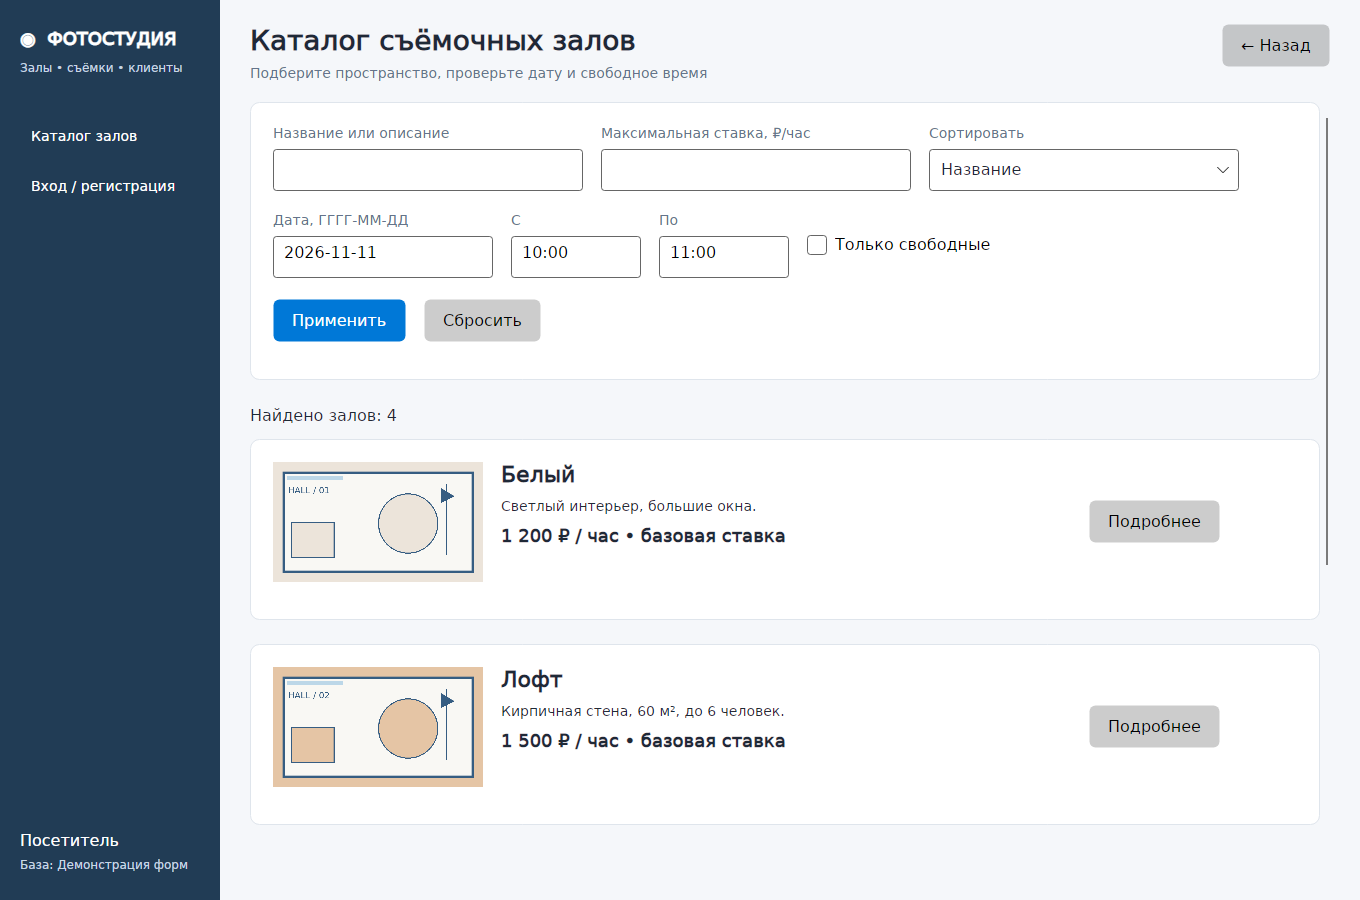 ◉ ФОТОСТУДИЯ
Залы • съёмки • клиенты
Каталог залов
Вход / регистрация
Посетитель
База: Демонстрация форм
Каталог съёмочных залов
Подберите пространство, проверьте дату и свободное время
← Назад
Название или описание
Максимальная ставка, ₽/час
Сортировать
Название
Дата, ГГГГ-ММ-ДД
С
По
2026-11-11
10:00
11:00
Только свободные
Применить
Сбросить
Найдено залов: 4
HALL / 01
Белый
Светлый интерьер, большие окна.
1 200 ₽ / час • базовая ставка
Подробнее
HALL / 02
Лофт
Кирпичная стена, 60 м², до 6 человек.
1 500 ₽ / час • базовая ставка
Подробнее